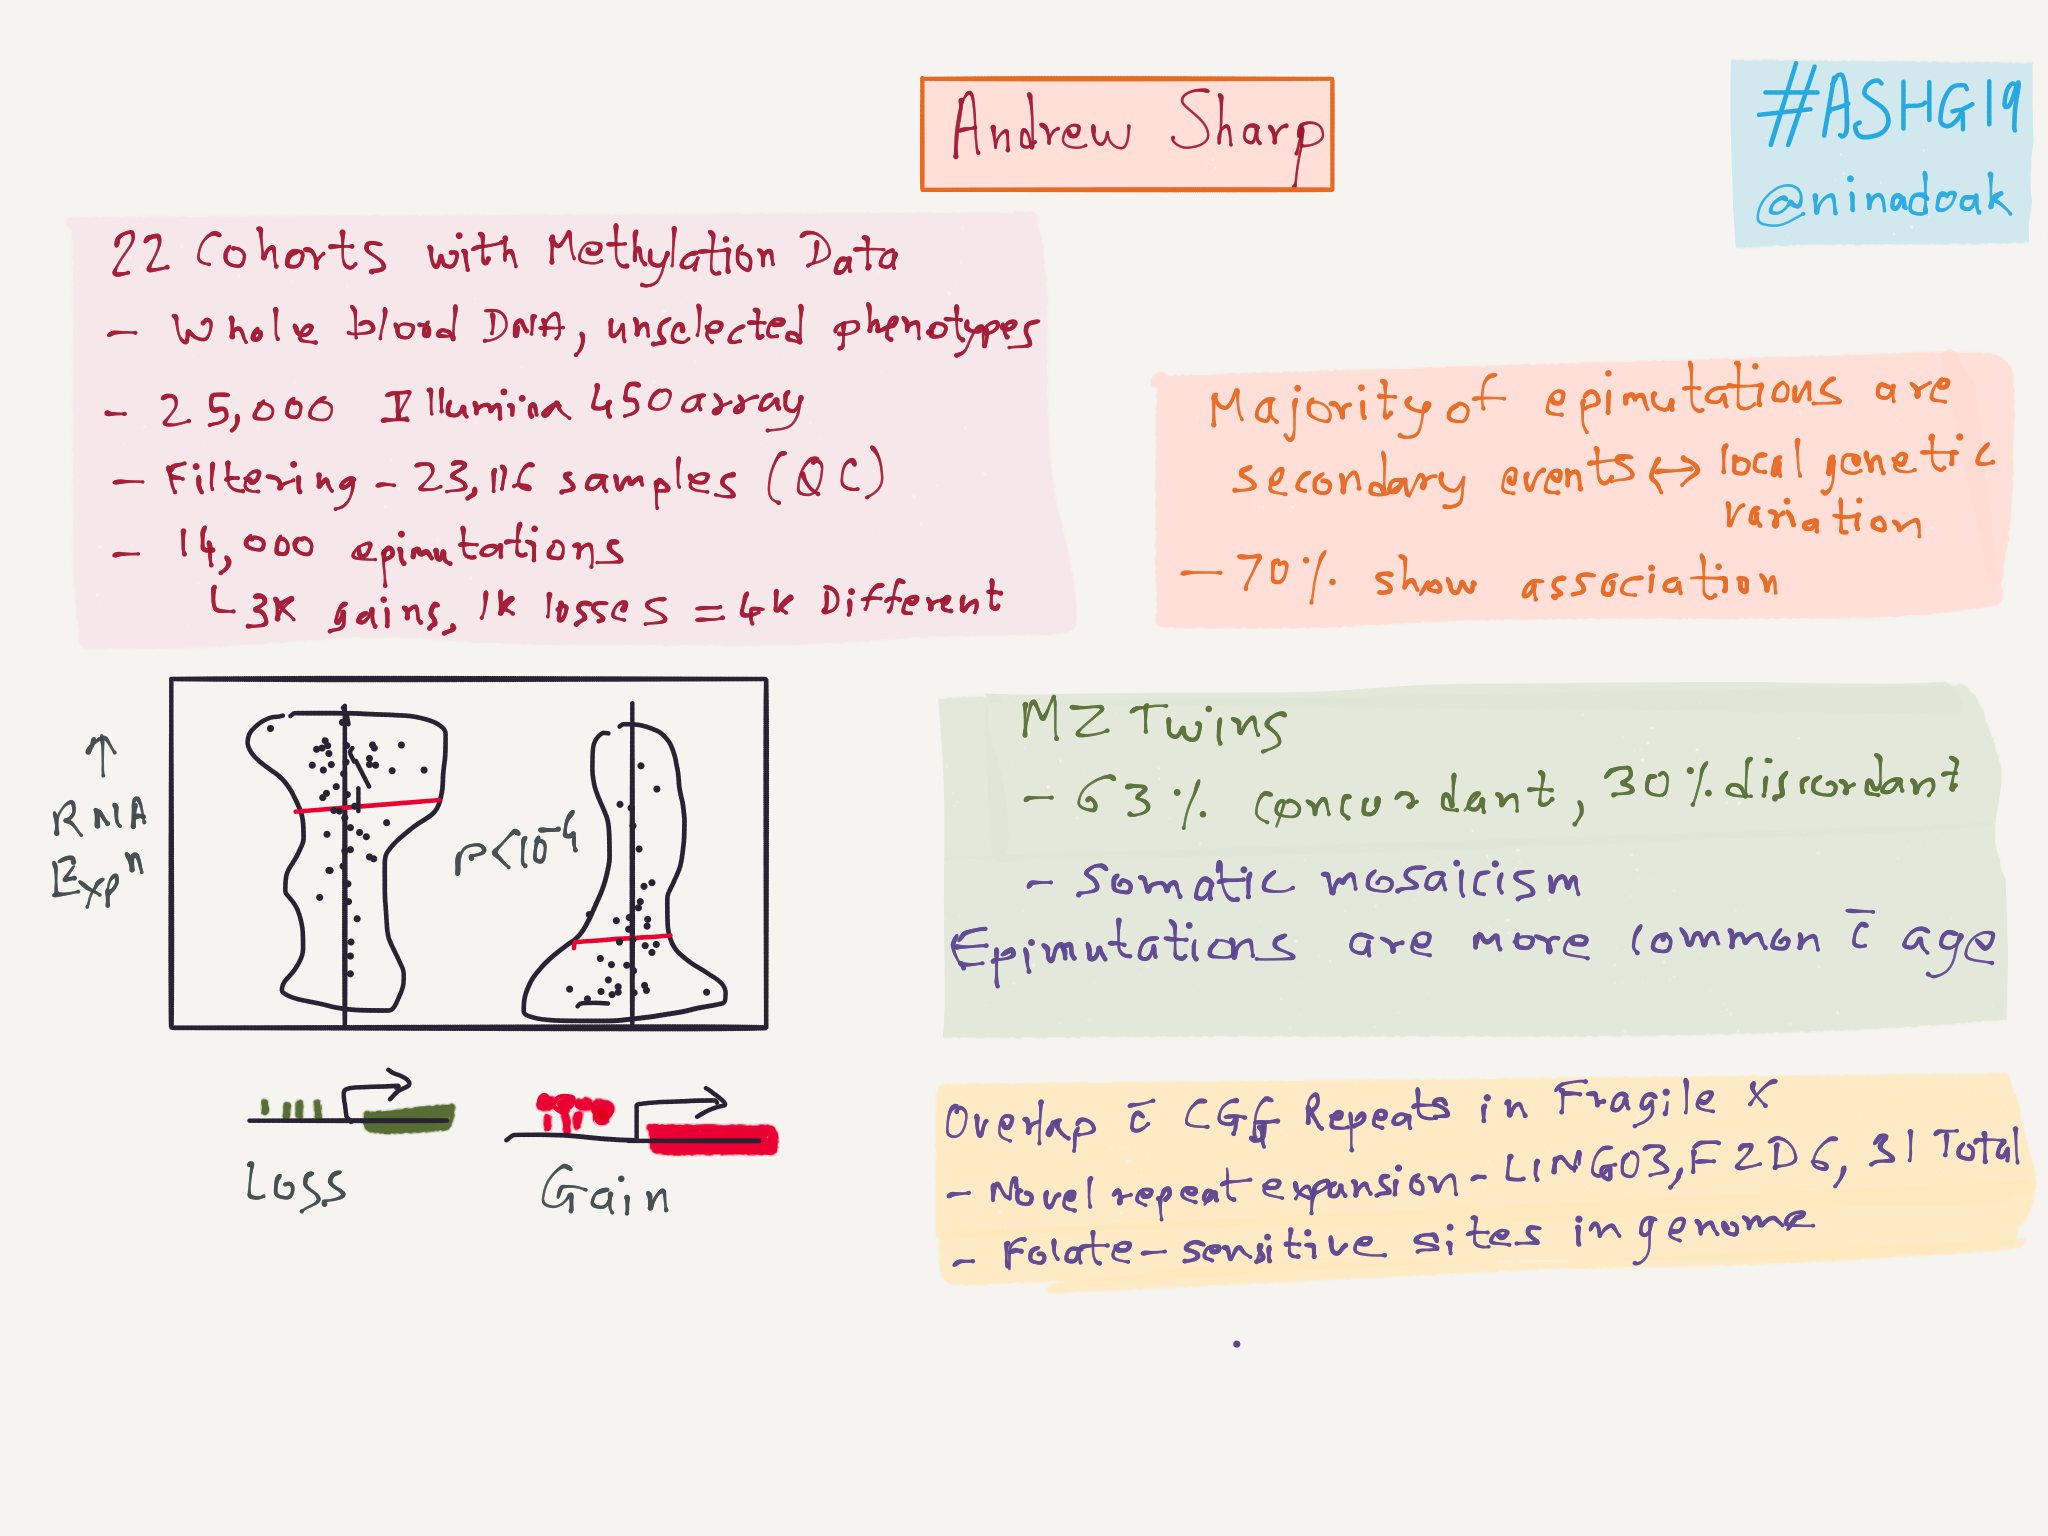 Andrew Sharp
#ASHG19
@ninadoak
22 Cohorts with Methylation Data
- Whole blood DNA, unselected phenotypes
- 25,000 Illumina 450 array
- Filtering - 23,116 samples (QC)
- 14,000 epimutations
3K gains, 1K losses = 4K Different
Majority of epimutations are
secondary events ↔ local genetic
variation
- 70% show association
↑
RNA
Expⁿ
p<10⁻⁴
Loss
Gain
MZ Twins
- 63% concordant, 30% discordant
- Somatic mosaicism
Epimutations are more common c̄ age
Overlap c̄ CGG Repeats in Fragile X
- Novel repeat expansion - LINGO3, F2D6, 31 Total
- Folate-sensitive sites in genome